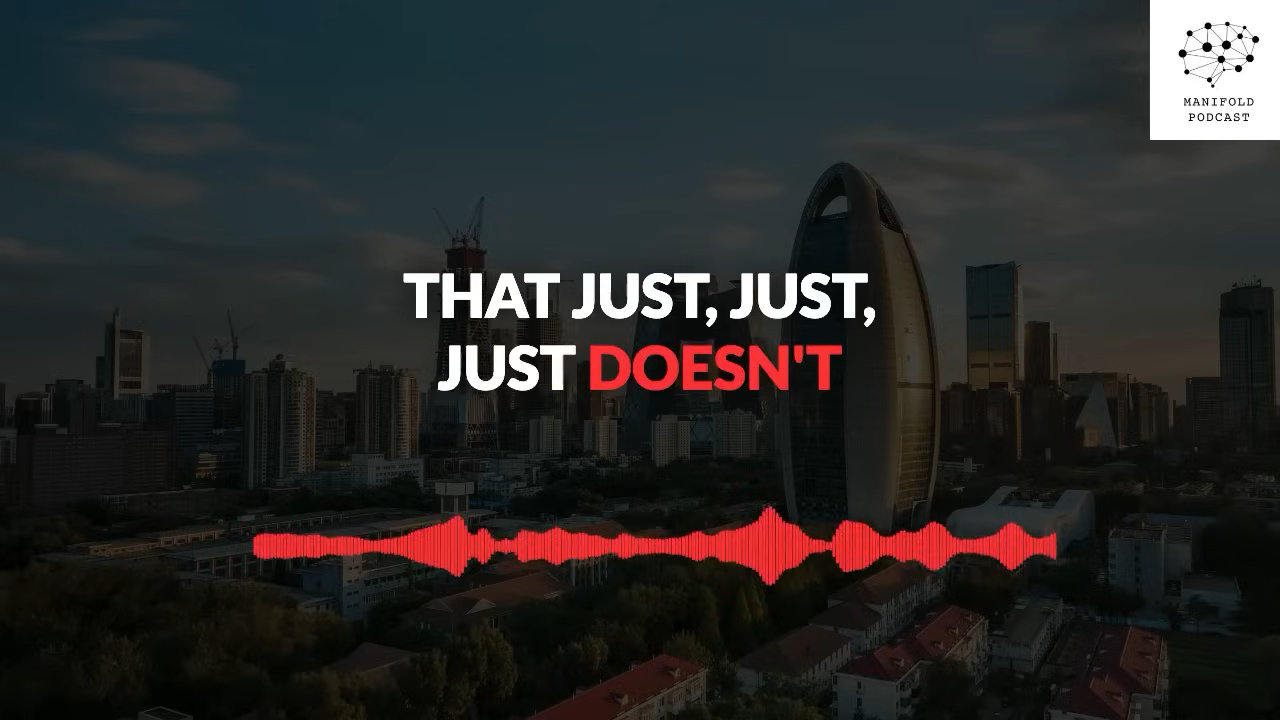 MANIFOLD
PODCAST
THAT JUST, JUST,
JUST DOESN'T